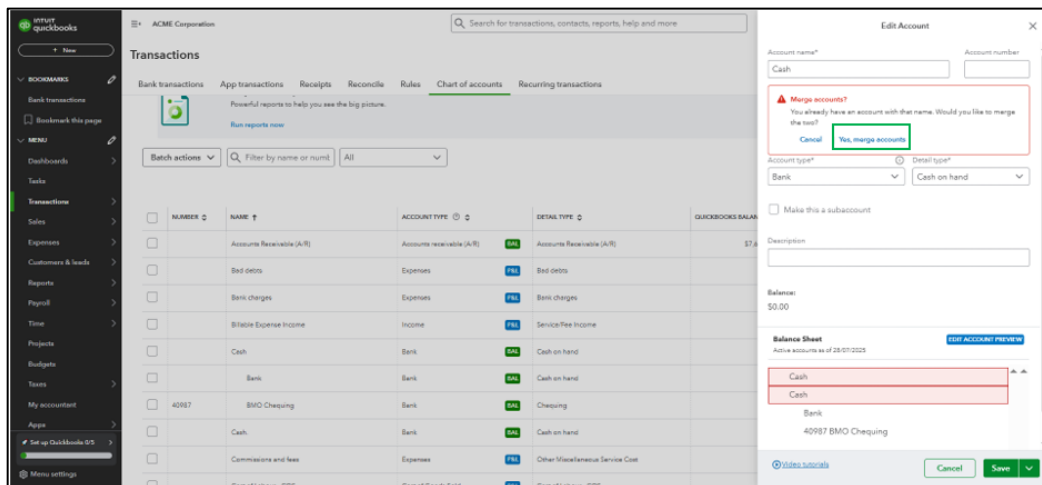 INTUIT
quickbooks
ACME Corporation
Search for transactions, contacts, reports, help and more
+ New
Transactions
BOOKMARKS
Bank transactions
Bookmark this page
MENU
Dashboards
Tasks
Transactions
Sales
Expenses
Customers & leads
Reports
Payroll
Time
Projects
Budgets
Taxes
My accountant
Apps
Set up Quickbooks 0/5
Menu settings
Bank transactions App transactions Receipts Reconcile Rules Chart of accounts Recurring transactions
Powerful reports to help you see the big picture.
Run reports now
Batch actions Filter by name or numb All
NUMBER NAME ACCOUNT TYPE DETAIL TYPE QUICKBOOKS BALAN
Accounts Receivable (A/R) Accounts receivable (A/R) BAL Accounts Receivable (A/R)
Bad debts Expenses P&L Bad debts
Bank charges Expenses P&L Bank charges
Billable Expense Income Income P&L Service/Fee Income
Cash Bank BAL Cash on hand
Bank Bank BAL Cash on hand
40987 BMO Chequing Bank BAL Chequing
Cash. Bank BAL Cash on hand
Commissions and fees Expenses P&L Other Miscellaneous Service Cost
Edit Account
Account name* Account number
Cash
Merge accounts?
You already have an account with that name. Would you like to merge
the two?
Cancel Yes, merge accounts
Account type* Detail type*
Bank Cash on hand
Make this a subaccount
Description
Balance:
$0.00
Balance Sheet EDIT ACCOUNT PREVIEW
Active accounts as of 28/07/2025
Cash
Cash
Bank
40987 BMO Chequing
Video tutorials Cancel Save